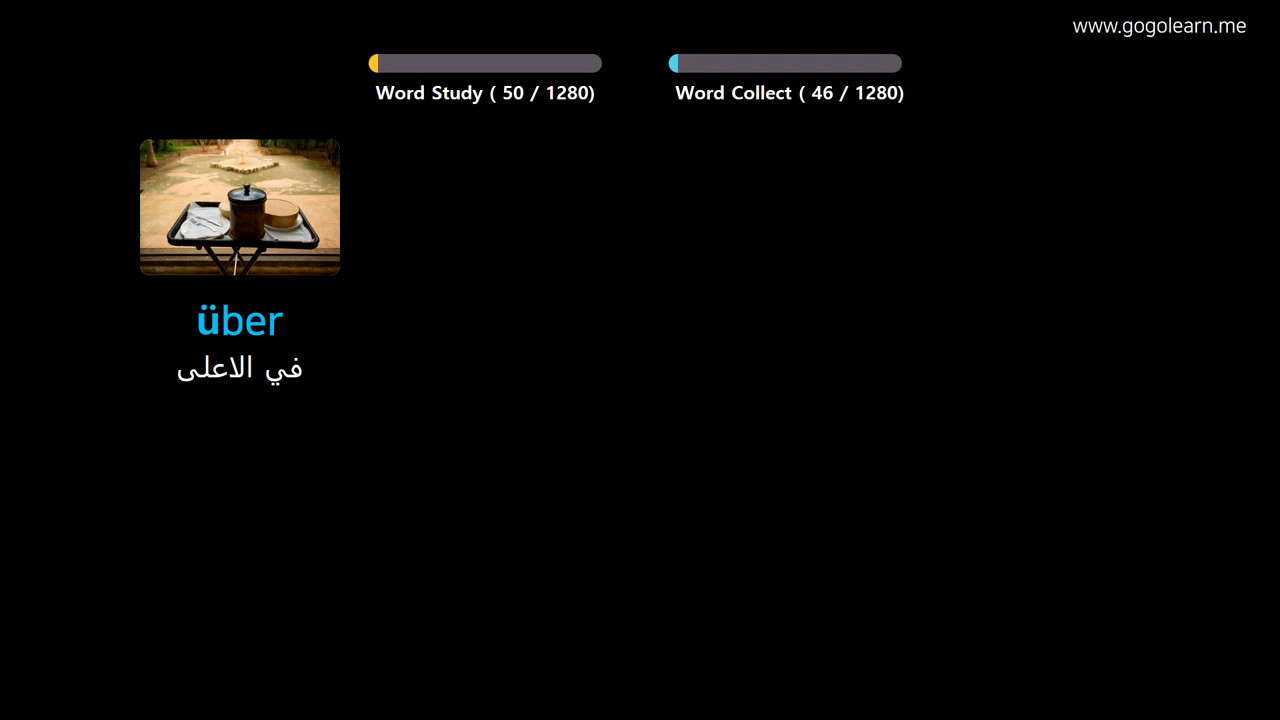 www.gogolearn.me
Word Study ( 50 / 1280)
Word Collect ( 46 / 1280)
über
في الاعلى